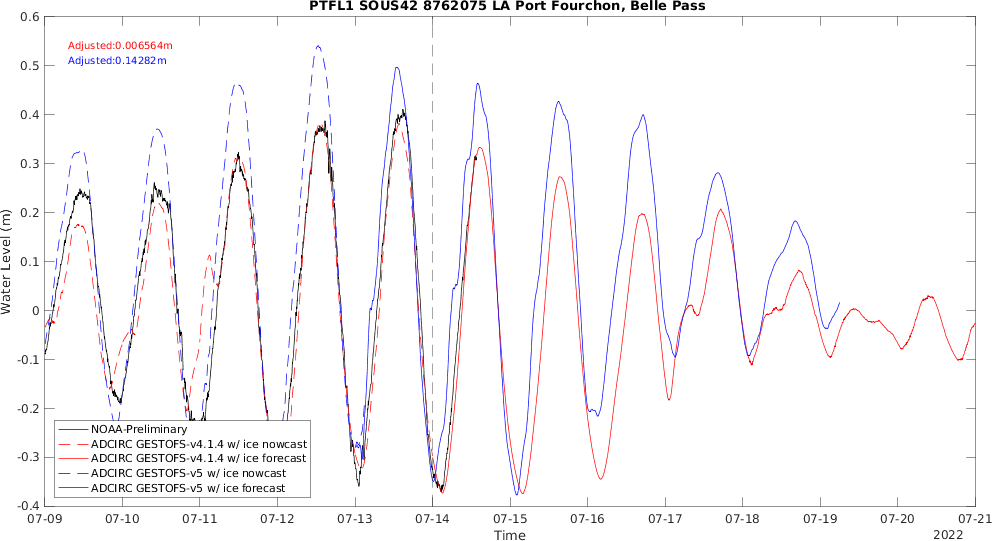 PTFL1 SOUS42 8762075 LA Port Fourchon, Belle Pass
Adjusted:0.006564m
Adjusted:0.14282m
Water Level (m)
0.6
0.5
0.4
0.3
0.2
0.1
0
-0.1
-0.2
-0.3
-0.4
NOAA-Preliminary
ADCIRC GESTOFS-v4.1.4 w/ ice nowcast
ADCIRC GESTOFS-v4.1.4 w/ ice forecast
ADCIRC GESTOFS-v5 w/ ice nowcast
ADCIRC GESTOFS-v5 w/ ice forecast
07-09 07-10 07-11 07-12 07-13 07-14 07-15 07-16 07-17 07-18 07-19 07-20 07-21
Time
2022